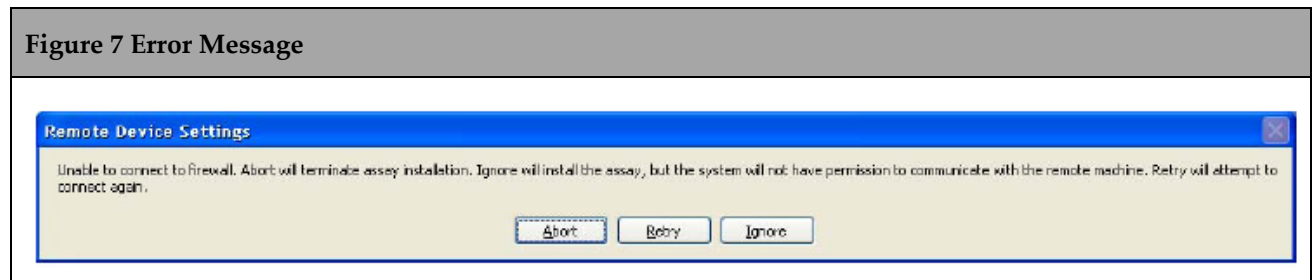 Figure 7 Error Message
Remote Device Settings
Unable to connect to firewall. Abort will terminate assay installation. Ignore will install the assay, but the system will not have permission to communicate with the remote machine. Retry will attempt to
connect again.
Abort Retry Ignore